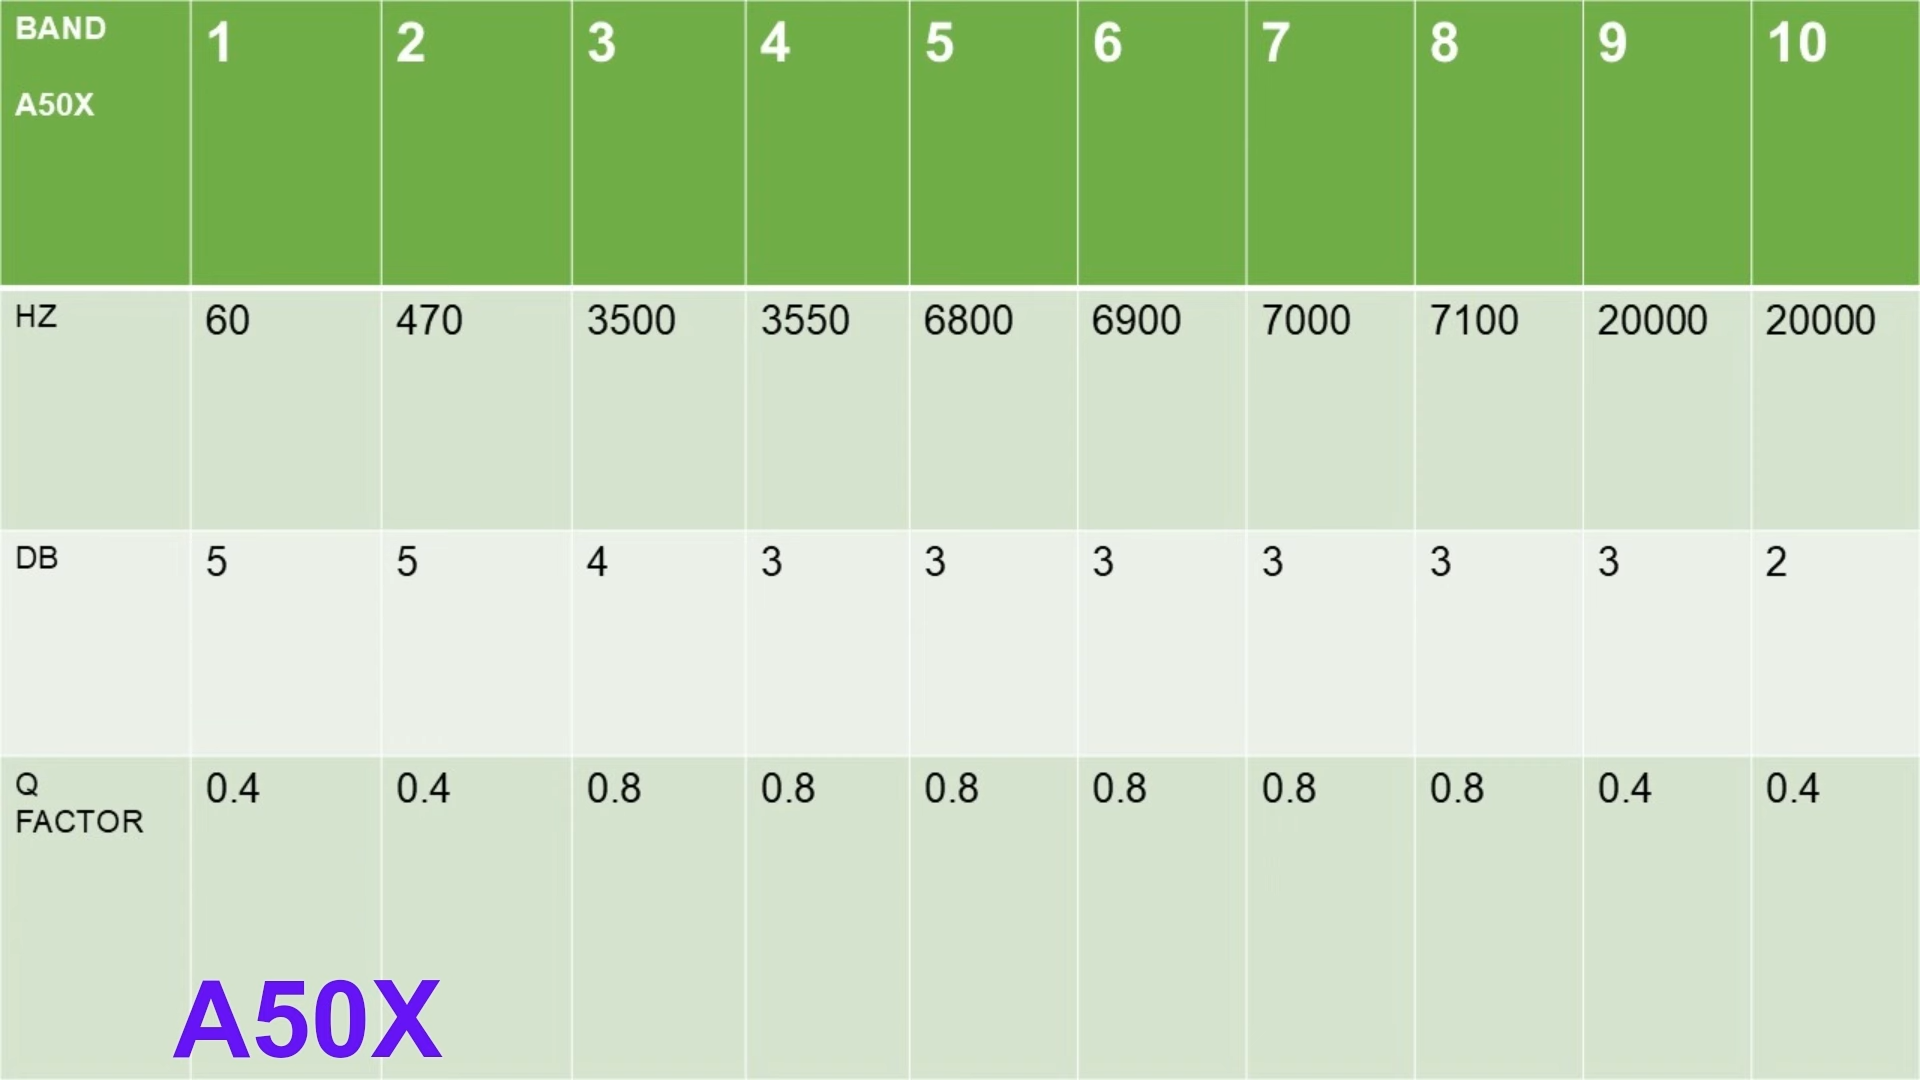 BAND 1 2 3 4 5 6 7 8 9 10
A50X
HZ 60 470 3500 3550 6800 6900 7000 7100 20000 20000
DB 5 5 4 3 3 3 3 3 3 2
Q 0.4 0.4 0.8 0.8 0.8 0.8 0.8 0.8 0.4 0.4
FACTOR
A50X